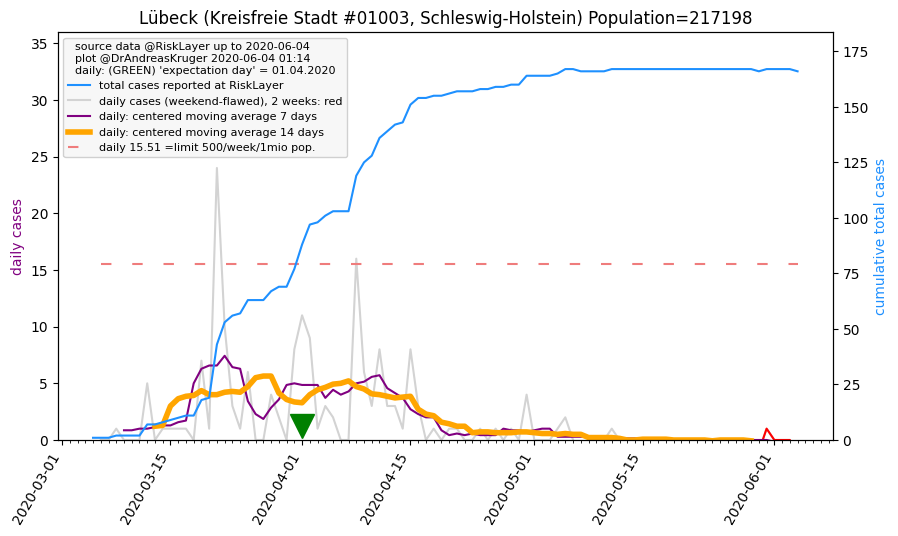 Lübeck (Kreisfreie Stadt #01003, Schleswig-Holstein) Population=217198
source data @RiskLayer up to 2020-06-04
plot @DrAndreasKruger 2020-06-04 01:14
daily: (GREEN) 'expectation day' = 01.04.2020
total cases reported at RiskLayer
daily cases (weekend-flawed), 2 weeks: red
daily: centered moving average 7 days
daily: centered moving average 14 days
daily 15.51 =limit 500/week/1mio pop.
daily cases
35
30
25
20
15
10
5
0
cumulative total cases
175
150
125
100
75
50
25
0
2020-03-01
2020-03-15
2020-04-01
2020-04-15
2020-05-01
2020-05-15
2020-06-01